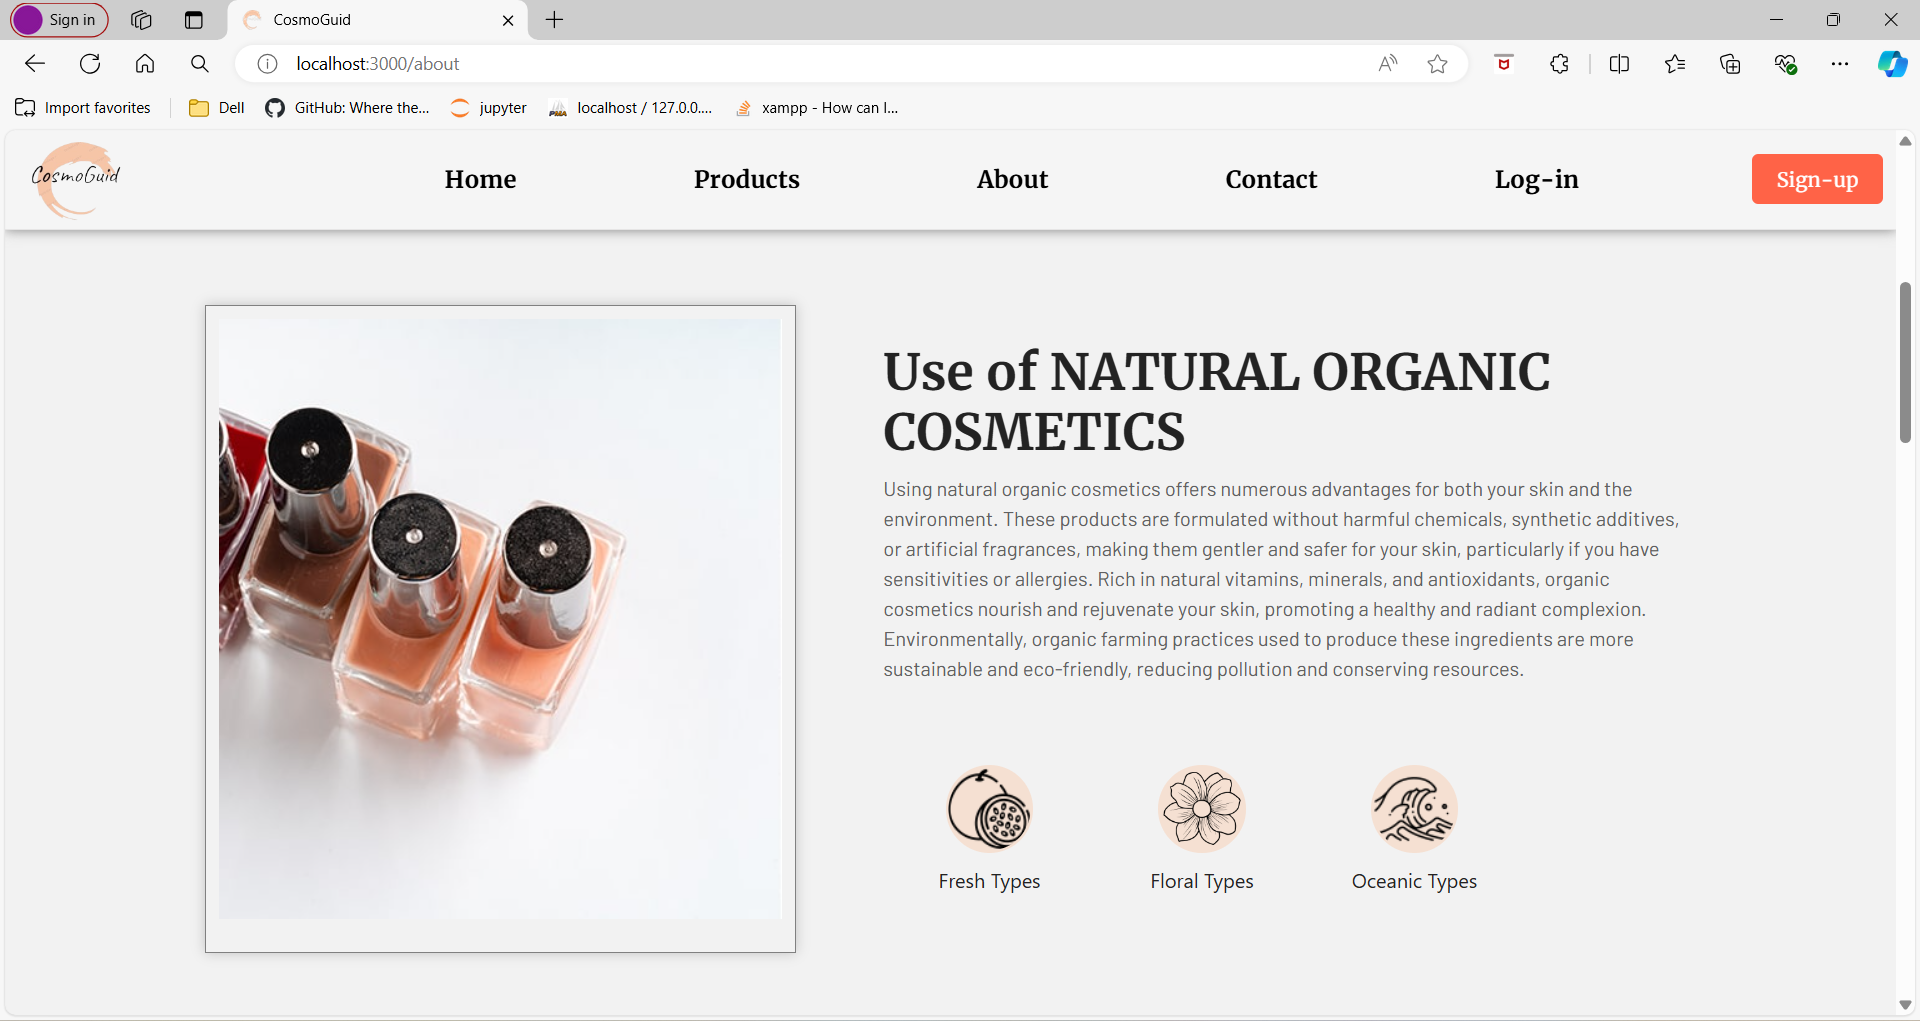 Sign in
CosmoGuid
localhost:3000/about
Import favorites
Dell
GitHub: Where the...
jupyter
localhost / 127.0.0....
xampp - How can I...
CosmoGuid
Home
Products
About
Contact
Log-in
Sign-up
Use of NATURAL ORGANIC
COSMETICS
Using natural organic cosmetics offers numerous advantages for both your skin and the
environment. These products are formulated without harmful chemicals, synthetic additives,
or artificial fragrances, making them gentler and safer for your skin, particularly if you have
sensitivities or allergies. Rich in natural vitamins, minerals, and antioxidants, organic
cosmetics nourish and rejuvenate your skin, promoting a healthy and radiant complexion.
Environmentally, organic farming practices used to produce these ingredients are more
sustainable and eco-friendly, reducing pollution and conserving resources.
Fresh Types
Floral Types
Oceanic Types